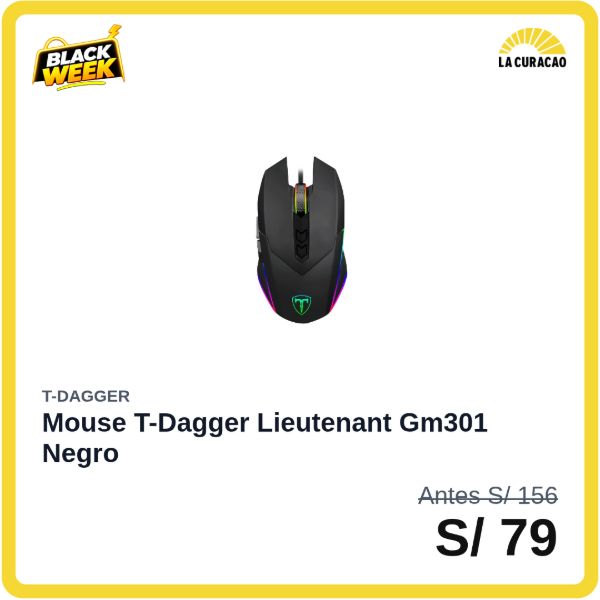 BLACK
WEEK
LA CURACAO
T-DAGGER
Mouse T-Dagger Lieutenant Gm301
Negro
Antes S/ 156
S/ 79